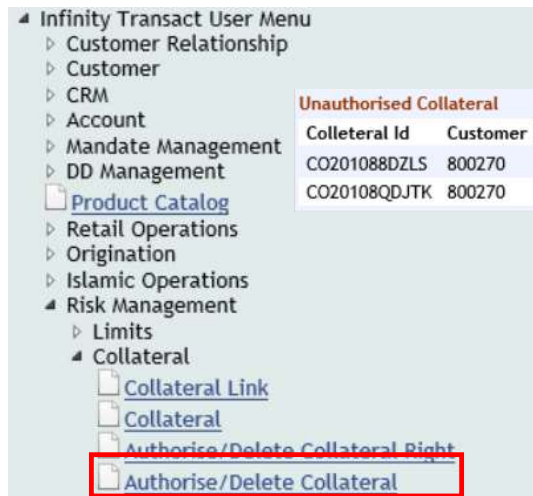 Infinity Transact User Menu
Customer Relationship
Customer
CRM
Account
Mandate Management
DD Management
Product Catalog
Retail Operations
Origination
Islamic Operations
Risk Management
Limits
Collateral
Collateral Link
Collateral
Authorise/Delete Collateral Right
Authorise/Delete Collateral
Unauthorised Collateral
Colleteral Id Customer
CO201088DZLS 800270
CO20108QDJTK 800270